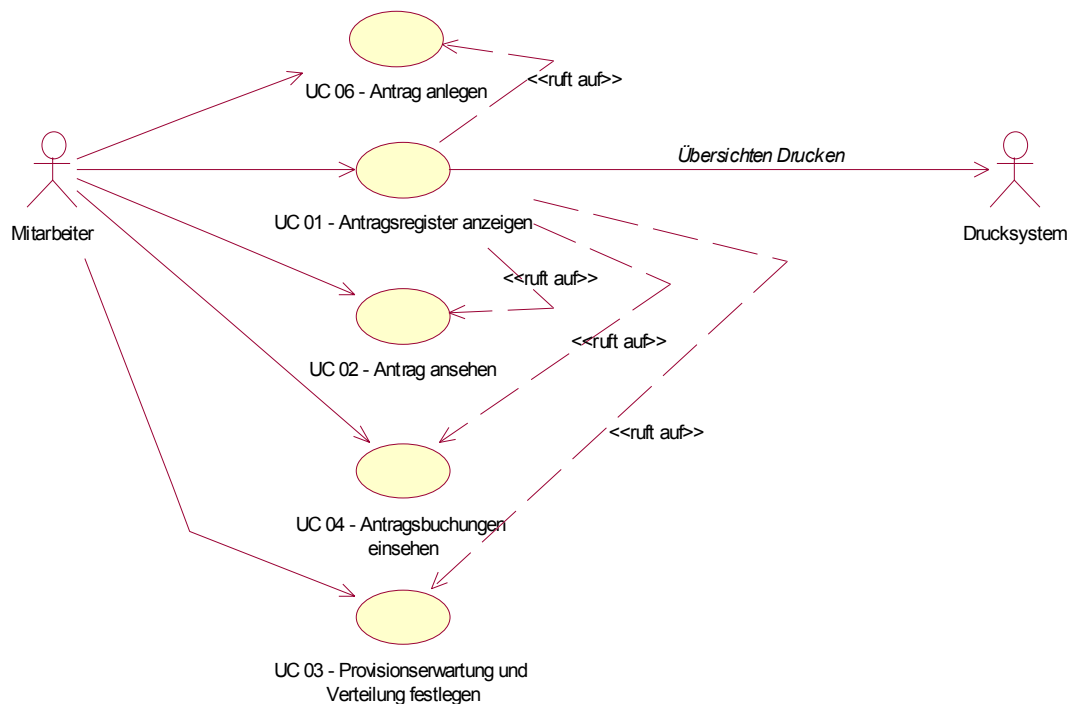 UC 06 - Antrag anlegen
<<ruft auf>>
Übersichten Drucken
Mitarbeiter
UC 01 - Antragsregister anzeigen
Drucksystem
<<ruft auf>>
<<ruft auf>>
UC 02 - Antrag ansehen
<<ruft auf>>
UC 04 - Antragsbuchungen
einsehen
UC 03 - Provisionserwartung und
Verteilung festlegen